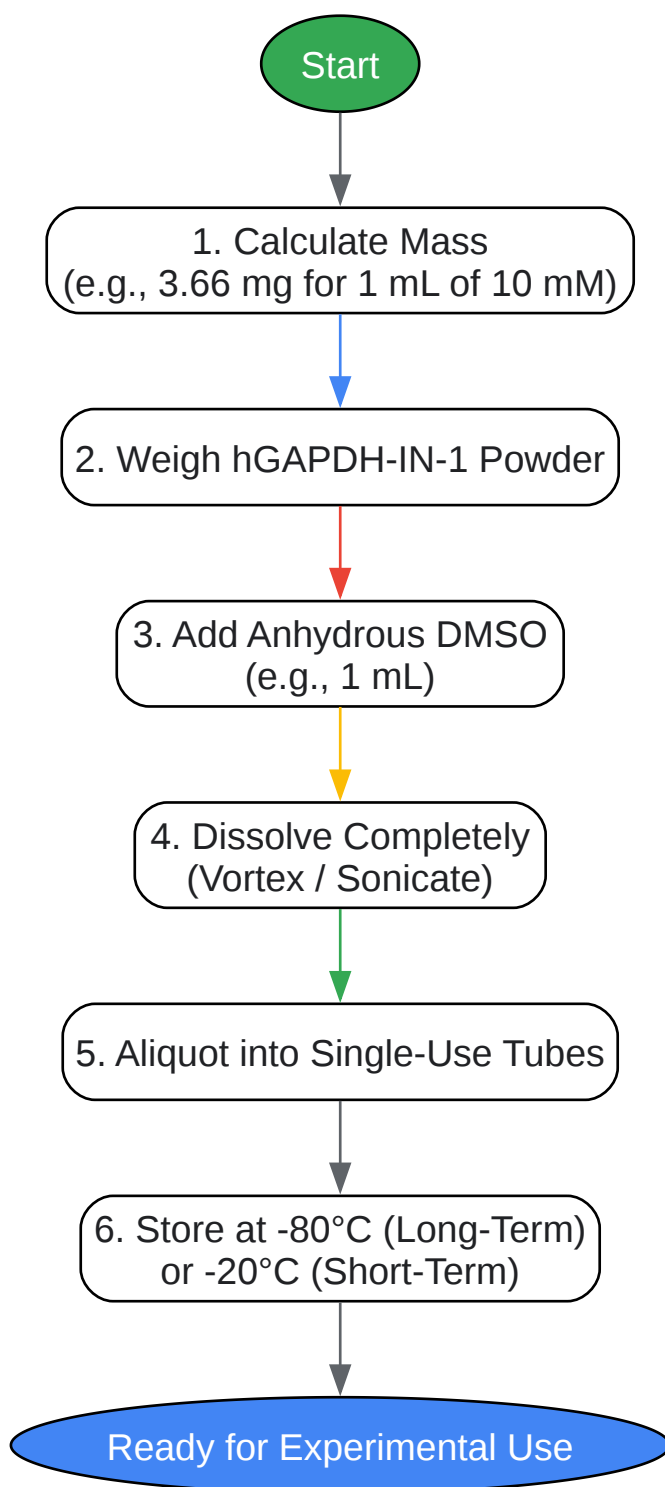 Start
1. Calculate Mass
(e.g., 3.66 mg for 1 mL of 10 mM)
2. Weigh hGAPDH-IN-1 Powder
3. Add Anhydrous DMSO
(e.g., 1 mL)
4. Dissolve Completely
(Vortex / Sonicate)
5. Aliquot into Single-Use Tubes
6. Store at -80°C (Long-Term)
or -20°C (Short-Term)
Ready for Experimental Use